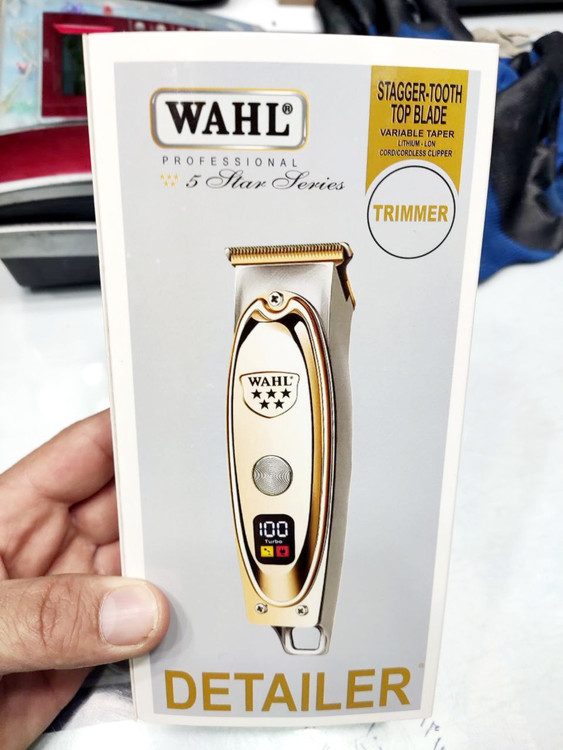 WAHL®
PROFESSIONAL
5 Star Series
STAGGER-TOOTH
TOP BLADE
VARIABLE TAPER
LITHIUM - LON
CORD/CORDLESS CLIPPER
TRIMMER
WAHL
100
Turbo
DETAILER